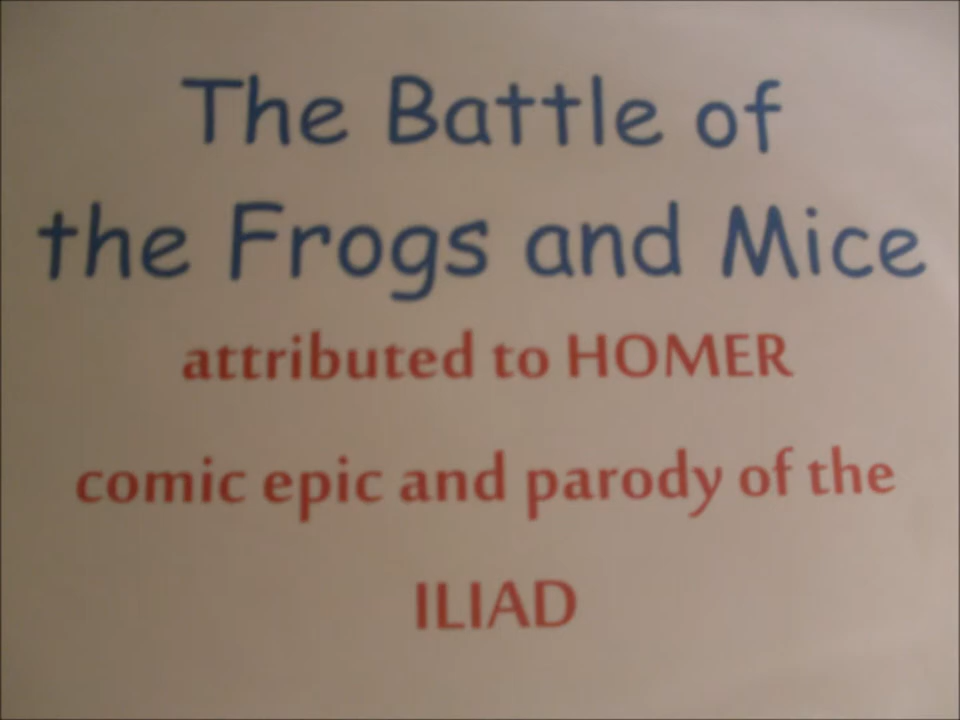 The Battle of
the Frogs and Mice
attributed to HOMER
comic epic and parody of the
ILIAD